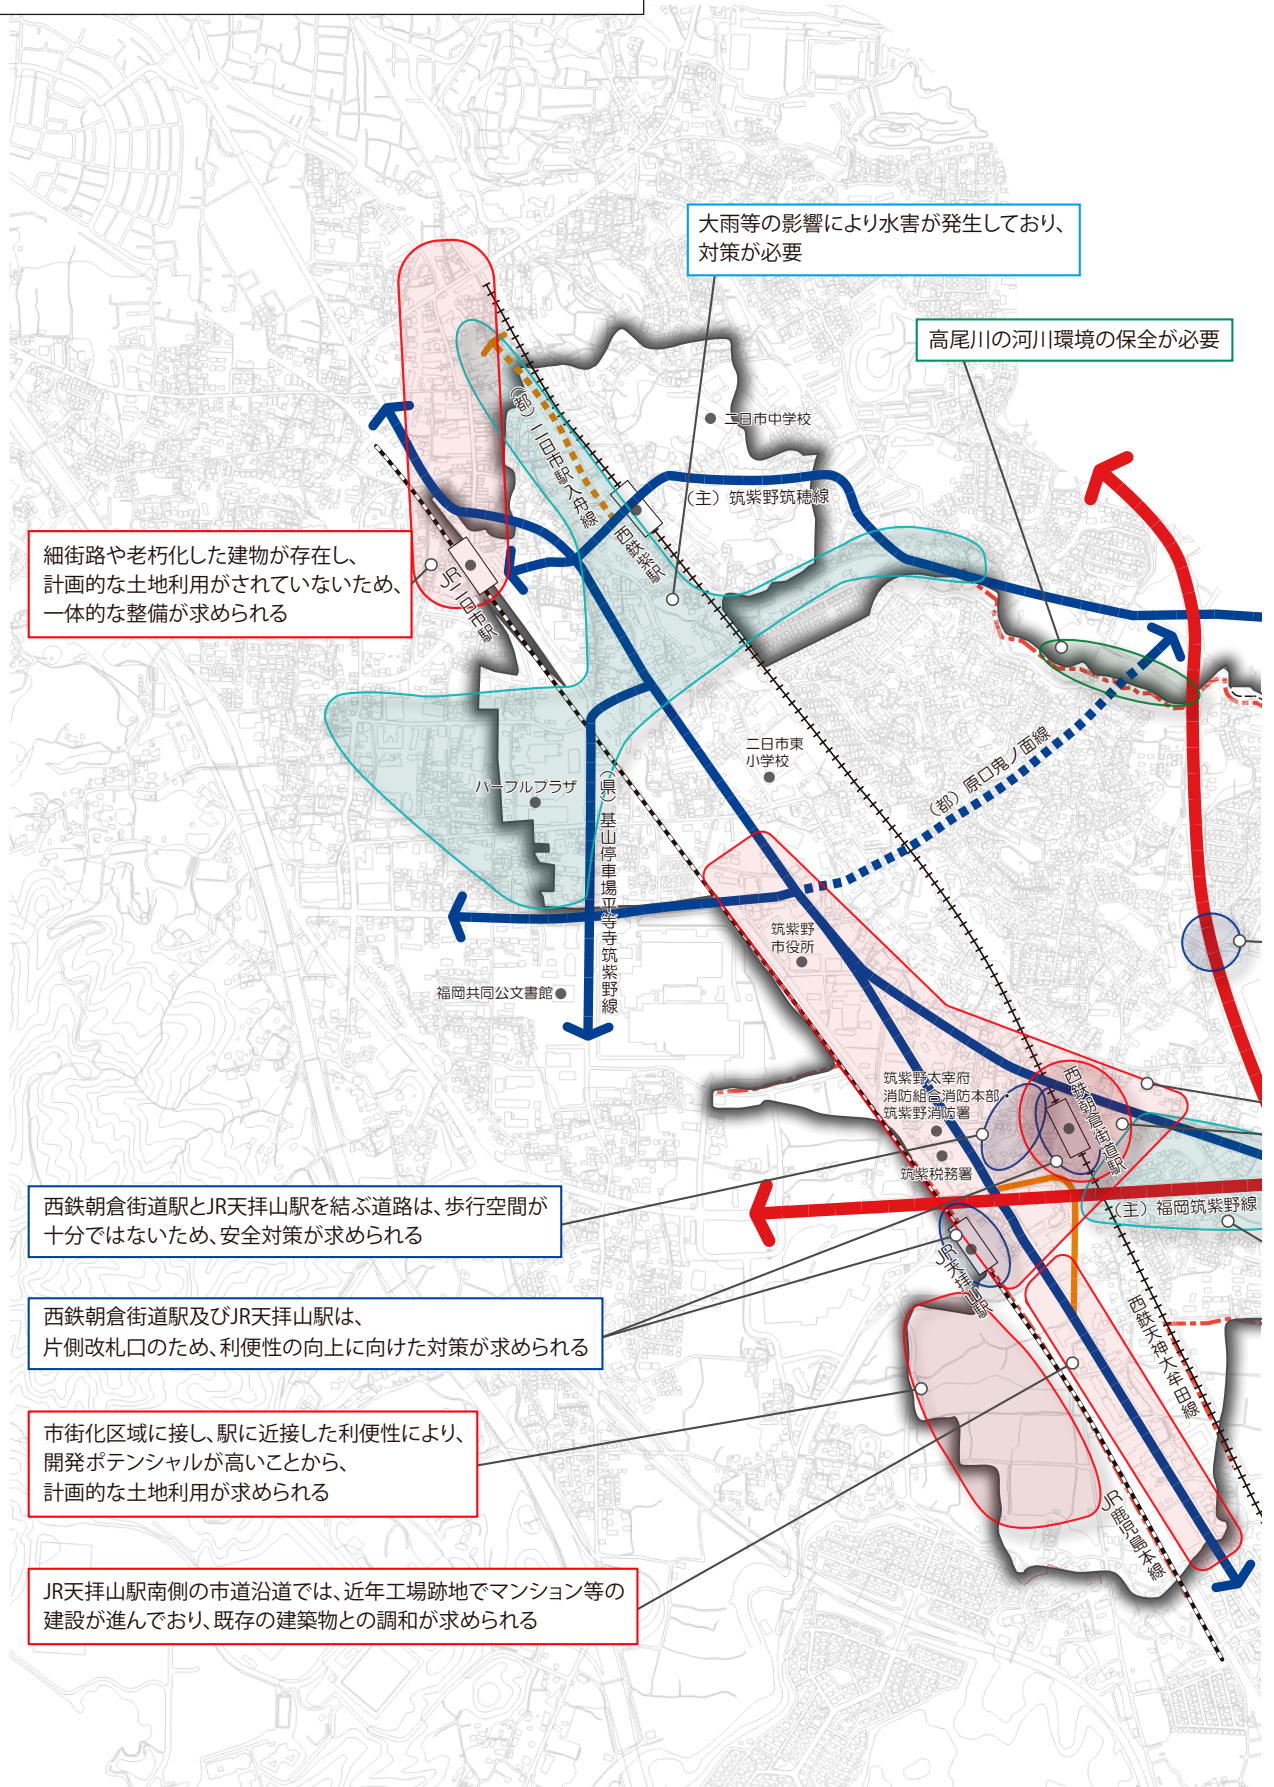 大雨等の影響により水害が発生しており、
対策が必要
高尾川の河川環境の保全が必要
二日市中学校
（都）二日市駅入舟線
（主）筑紫野筑穂線
西鉄紫駅
細街路や老朽化した建物が存在し、
計画的な土地利用がされていないため、
一体的な整備が求められる
JR二日市駅
二日市東
小学校
（都）原口鬼ノ面線
パープルプラザ
（県）基山停車場平等寺筑紫野線
筑紫野
市役所
福岡共同公文書館
筑紫野太宰府
消防組合消防本部・
筑紫野消防署
西鉄朝倉街道駅
筑紫税務署
西鉄朝倉街道駅とJR天拝山駅を結ぶ道路は、歩行空間が
十分ではないため、安全対策が求められる
（主）福岡筑紫野線
JR天拝山駅
西鉄朝倉街道駅及びJR天拝山駅は、
片側改札口のため、利便性の向上に向けた対策が求められる
西鉄天神大牟田線
市街化区域に接し、駅に近接した利便性により、
開発ポテンシャルが高いことから、
計画的な土地利用が求められる
JR鹿児島本線
JR天拝山駅南側の市道沿道では、近年工場跡地でマンション等の
建設が進んでおり、既存の建築物との調和が求められる